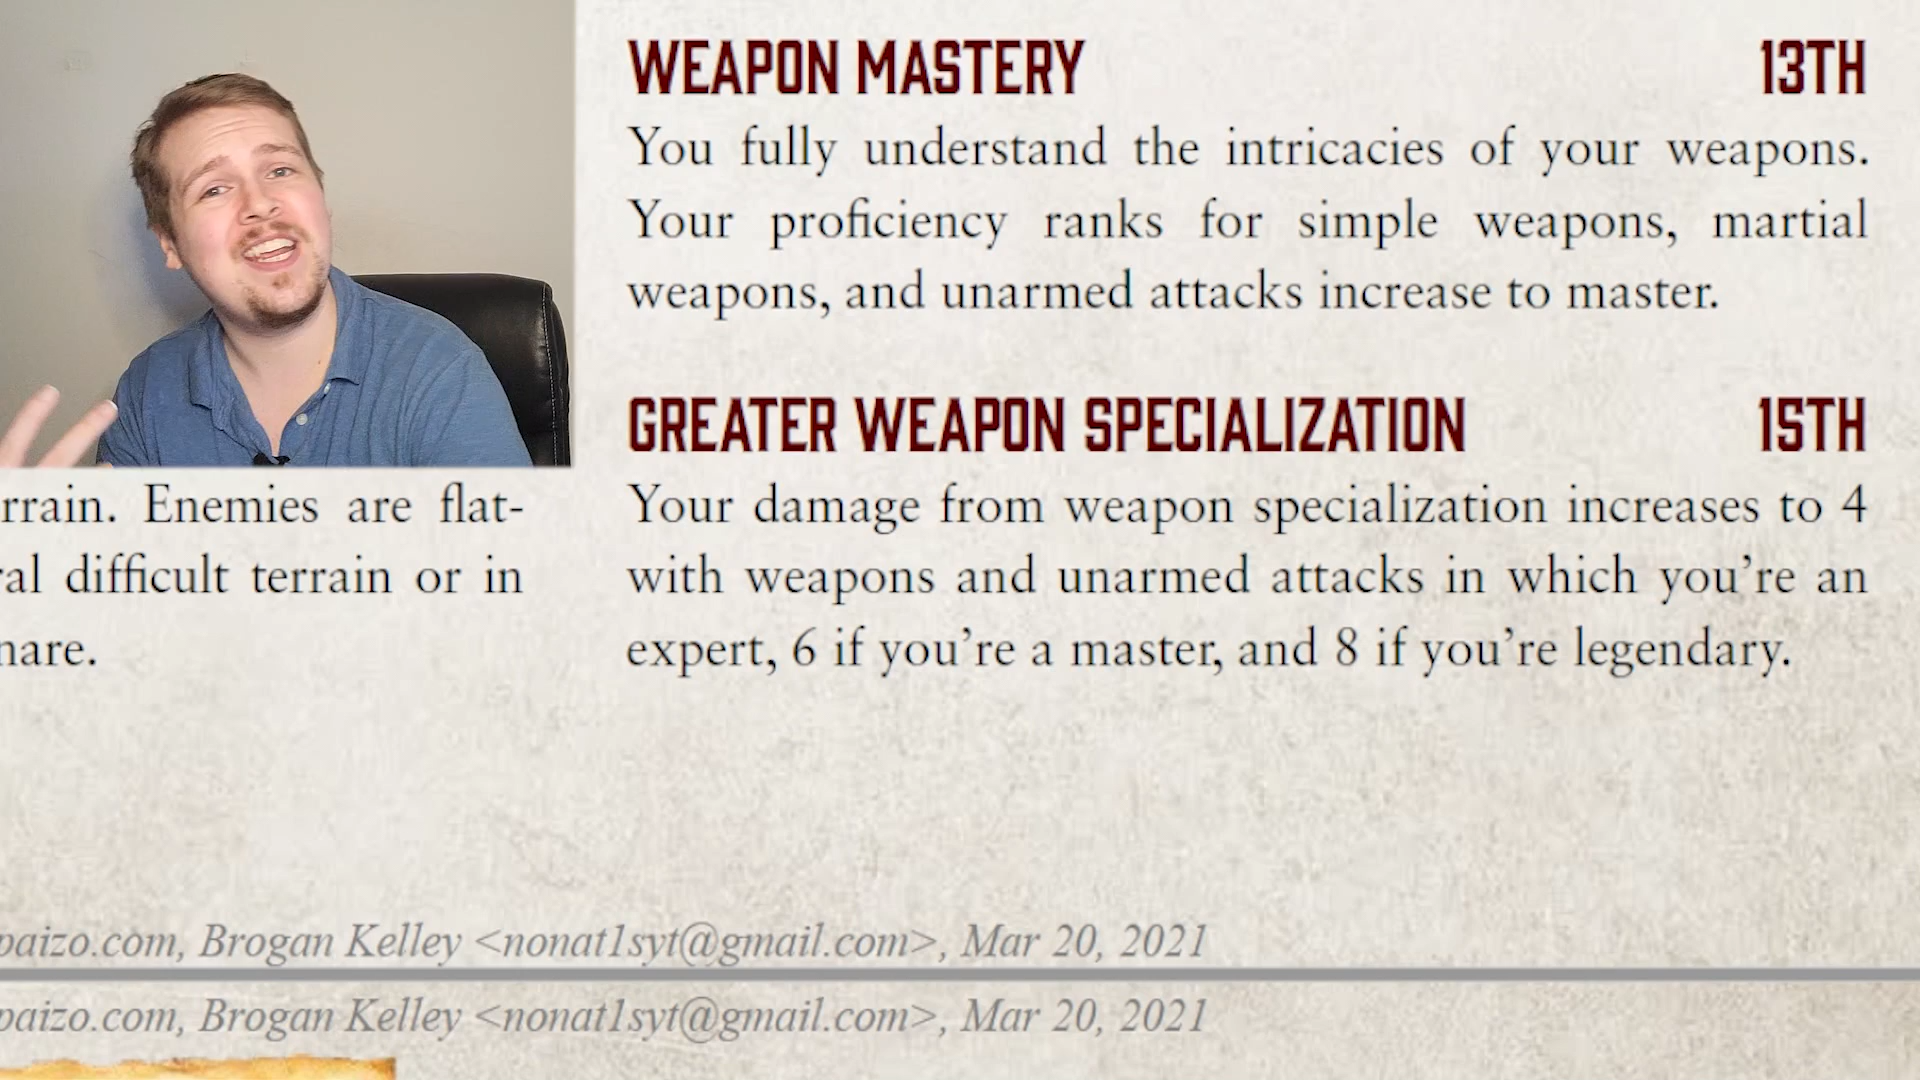 WEAPON MASTERY 13TH
You fully understand the intricacies of your weapons.
Your proficiency ranks for simple weapons, martial
weapons, and unarmed attacks increase to master.
GREATER WEAPON SPECIALIZATION 15TH
Your damage from weapon specialization increases to 4
with weapons and unarmed attacks in which you're an
expert, 6 if you're a master, and 8 if you're legendary.
Enemies are flat-
difficult terrain or in
paizo.com, Brogan Kelley <nonat1syt@gmail.com>, Mar 20, 2021
paizo.com, Brogan Kelley <nonat1syt@gmail.com>, Mar 20, 2021